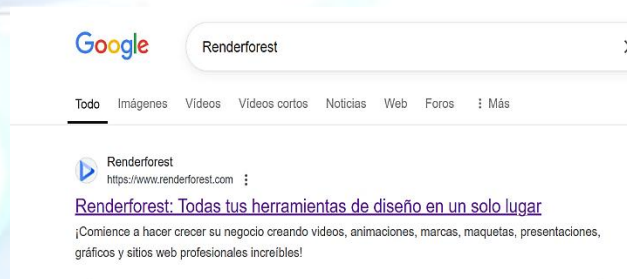 Google
Renderforest
Todo Imágenes Vídeos Vídeos cortos Noticias Web Foros ⋮ Más
Renderforest
https://www.renderforest.com ⋮
Renderforest: Todas tus herramientas de diseño en un solo lugar
¡Comience a hacer crecer su negocio creando videos, animaciones, marcas, maquetas, presentaciones,
gráficos y sitios web profesionales increíbles!